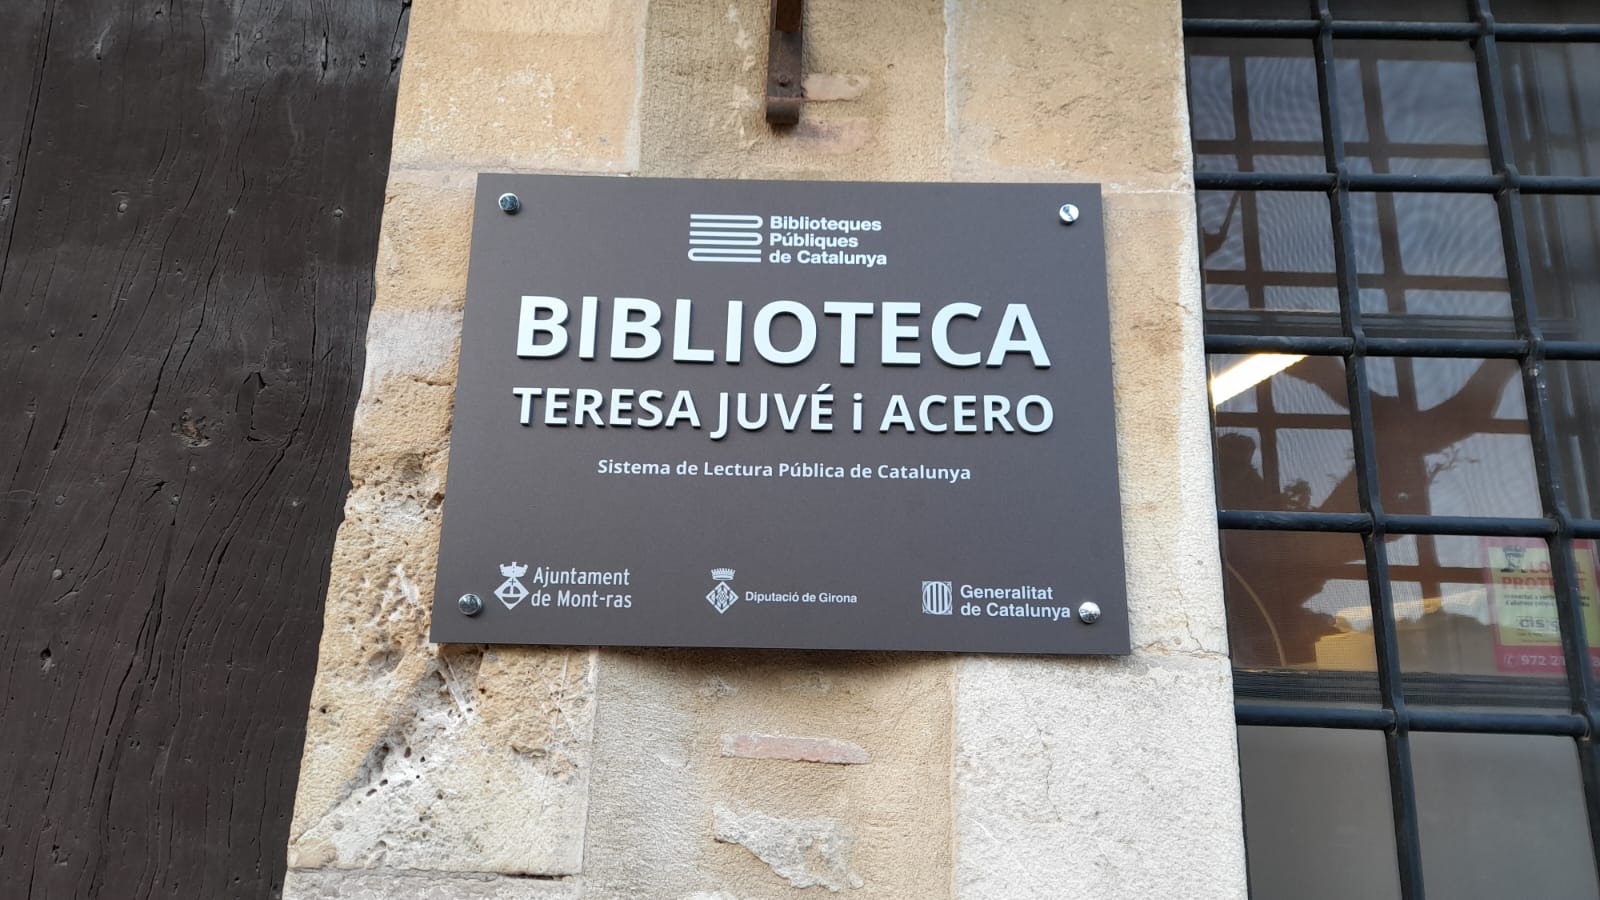 Biblioteques
Públiques
de Catalunya
BIBLIOTECA
TERESA JUVÉ i ACERO
Sistema de Lectura Pública de Catalunya
Ajuntament
de Mont-ras
Diputació de Girona
Generalitat
de Catalunya
972 2